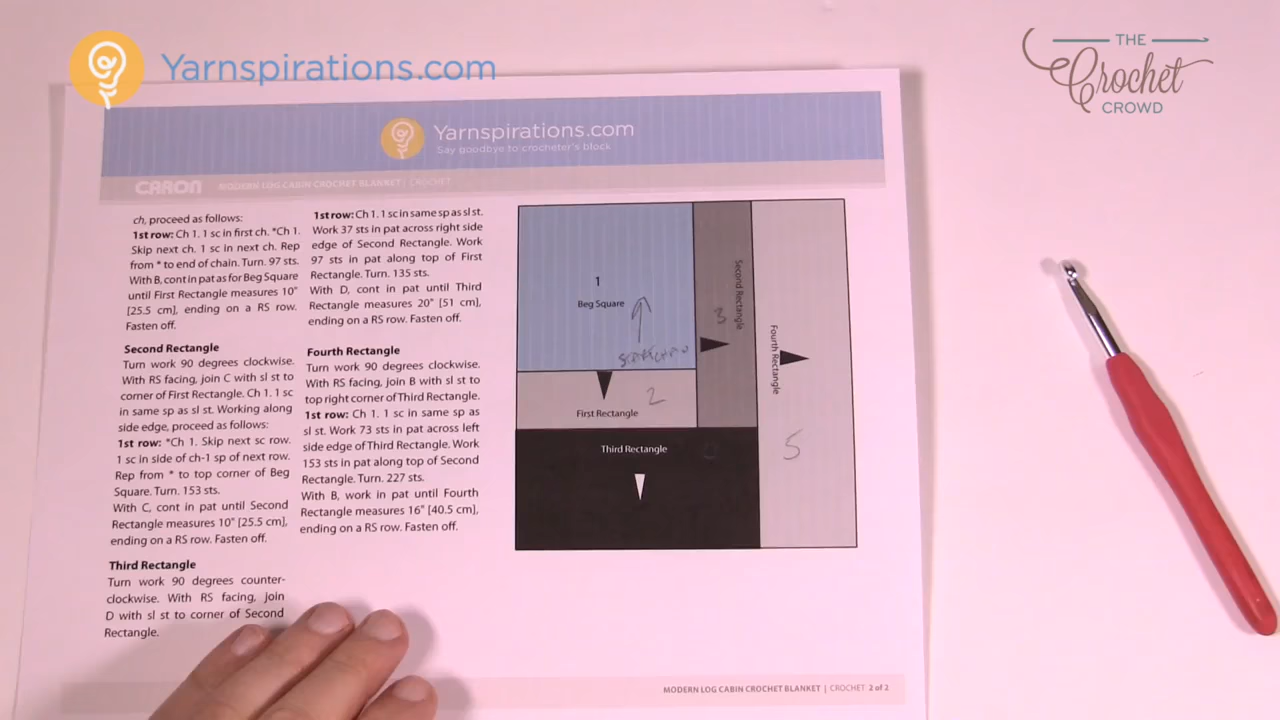 Yarnspirations.com
THE
Crochet
CROWD
Yarnspirations.com
Say goodbye to crocheter's block
CARON
MODERN LOG CABIN CROCHET BLANKET | CROCHET
ch, proceed as follows:
1st row: Ch 1. 1 sc in first ch. *Ch 1.
Skip next ch. 1 sc in next ch. Rep
from * to end of chain. Turn. 97 sts.
With B, cont in pat as for Beg Square
until First Rectangle measures 10"
[25.5 cm], ending on a RS row.
Fasten off.
Second Rectangle
Turn work 90 degrees clockwise.
With RS facing, join C with sl st to
corner of First Rectangle. Ch 1. 1 sc
in same sp as sl st. Working along
side edge, proceed as follows:
1st row: *Ch 1. Skip next sc row.
1 sc in side of ch-1 sp of next row.
Rep from * to top corner of Beg
Square. Turn. 153 sts.
With C, cont in pat until Second
Rectangle measures 10" [25.5 cm],
ending on a RS row. Fasten off.
Third Rectangle
Turn work 90 degrees counter-
clockwise. With RS facing, join
D with sl st to corner of Second
Rectangle.
1st row: Ch 1. 1 sc in same sp as sl st.
Work 37 sts in pat across right side
edge of Second Rectangle. Work
97 sts in pat along top of First
Rectangle. Turn. 135 sts.
With D, cont in pat until Third
Rectangle measures 20" [51 cm],
ending on a RS row. Fasten off.
Fourth Rectangle
Turn work 90 degrees clockwise.
With RS facing, join B with sl st to
top right corner of Third Rectangle.
1st row: Ch 1. 1 sc in same sp as
sl st. Work 73 sts in pat across left
side edge of Third Rectangle. Work
153 sts in pat along top of Second
Rectangle. Turn. 227 sts.
With B, work in pat until Fourth
Rectangle measures 16" [40.5 cm],
ending on a RS row. Fasten off.
1
Beg Square
First Rectangle
2
Second Rectangle
3
Third Rectangle
Fourth Rectangle
5
MODERN LOG CABIN CROCHET BLANKET | CROCHET 2 of 2